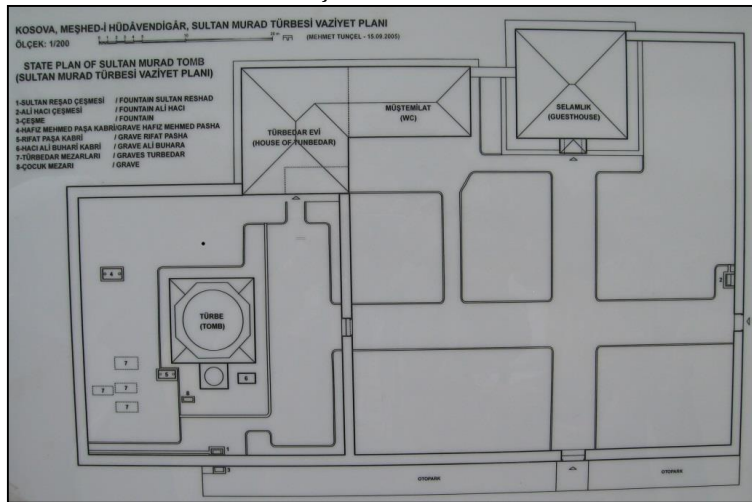 KOSOVA, MEŞHED-İ HÜDÂVENDİGÂR, SULTAN MURAD TÜRBESİ VAZİYET PLANI
ÖLÇEK: 1/200
(MEHMET TUNÇEL - 15.09.2005)
STATE PLAN OF SULTAN MURAD TOMB
(SULTAN MURAD TÜRBESİ VAZİYET PLANI)
1-SULTAN REŞAD ÇEŞMESİ / FOUNTAIN SULTAN RESHAD
2-ALİ HACI ÇEŞMESİ / FOUNTAIN ALİ HACI
3-ÇEŞME / FOUNTAIN
4-HAFIZ MEHMED PAŞA KABRİ/GRAVE HAFIZ MEHMED PASHA
5-RIFAT PAŞA KABRİ / GRAVE RIFAT PASHA
6-HACI ALİ BUHARİ KABRİ / GRAVE ALİ BUHARA
7-TÜRBEDAR MEZARLARI / GRAVES TURBEDAR
8-ÇOCUK MEZARI / GRAVE
TÜRBEDAR EVİ
(HOUSE OF TUNBEDAR)
MÜŞTEMİLAT
(WC)
SELAMLIK
(GUESTHOUSE)
4
2
TÜRBE
(TOMB)
7
5
6
7
7
8
7
1
3
OTOPARK
OTOPARK